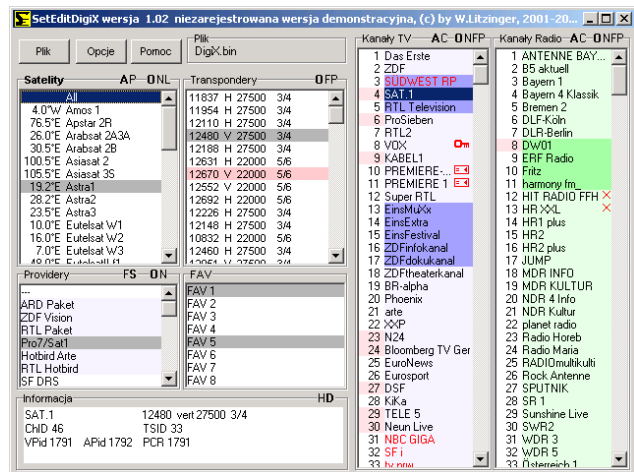 SetEditDigiX wersja 1.02 niezarejestrowana wersja demonstracyjna, (c) by W.Litzinger, 2001-20...
Plik Opcje Pomoc
Plik
DigiX.bin
Satelity AP ONL
All
4.0°W Amos 1
76.5°E Apstar 2R
26.0°E Arabsat 2A3A
30.5°E Arabsat 2B
100.5°E Asiasat 2
105.5°E Asiasat 3S
19.2°E Astra1
28.2°E Astra2
23.5°E Astra3
10.0°E Eutelsat W1
16.0°E Eutelsat W2
7.0°E Eutelsat W3
Transpondery OFP
11837 H 27500 3/4
11954 H 27500 3/4
12110 H 27500 3/4
12480 V 27500 3/4
12188 H 27500 3/4
12631 H 22000 5/6
12670 V 22000 5/6
12552 V 22000 5/6
12692 H 22000 5/6
12226 H 27500 3/4
12148 H 27500 3/4
10832 H 22000 5/6
12460 H 27500 3/4
Providery FS ON
---
ARD Paket
ZDF Vision
RTL Paket
Pro7/Sat1
Hotbird Arte
RTL Hotbird
SF DRS
FAV
FAV 1
FAV 2
FAV 3
FAV 4
FAV 5
FAV 6
FAV 7
FAV 8
Informacja HD
SAT.1 12480 vert 27500 3/4
ChID 46 TSID 33
VPid 1791 APid 1792 PCR 1791
Kanały TV AC ONFP
1 Das Erste
2 ZDF
3 SUDWEST RP
4 SAT.1
5 RTL Television
6 ProSieben
7 RTL2
8 VOX
9 KABEL1
10 PREMIERE-...
11 PREMIERE 1
12 Super RTL
13 EinsMuXx
14 EinsExtra
15 EinsFestival
16 ZDFinfokanal
17 ZDFdokukanal
18 ZDFtheaterkanal
19 BR-alpha
20 Phoenix
21 arte
22 XXP
23 N24
24 Bloomberg TV Ger
25 EuroNews
26 Eurosport
27 DSF
28 KiKa
29 TELE 5
30 Neun Live
31 NBC GIGA
32 SF i
33 tv.nrw
Kanały Radio AC ONFP
1 ANTENNE BAY...
2 B5 aktuell
3 Bayern 1
4 Bayern 4 Klassik
5 Bremen 2
6 DLF-Köln
7 DLR-Berlin
8 DW01
9 ERF Radio
10 Fritz
11 harmony fm_
12 HIT RADIO FFH
13 HR XXL
14 HR1 plus
15 HR2
16 HR2 plus
17 JUMP
18 MDR INFO
19 MDR KULTUR
20 NDR 4 Info
21 NDR Kultur
22 planet radio
23 Radio Horeb
24 Radio Maria
25 RADIOmultikulti
26 Rock Antenne
27 SPUTNIK
28 SR 1
29 Sunshine Live
30 SWR2
31 WDR 3
32 WDR 5
33 Österreich 1